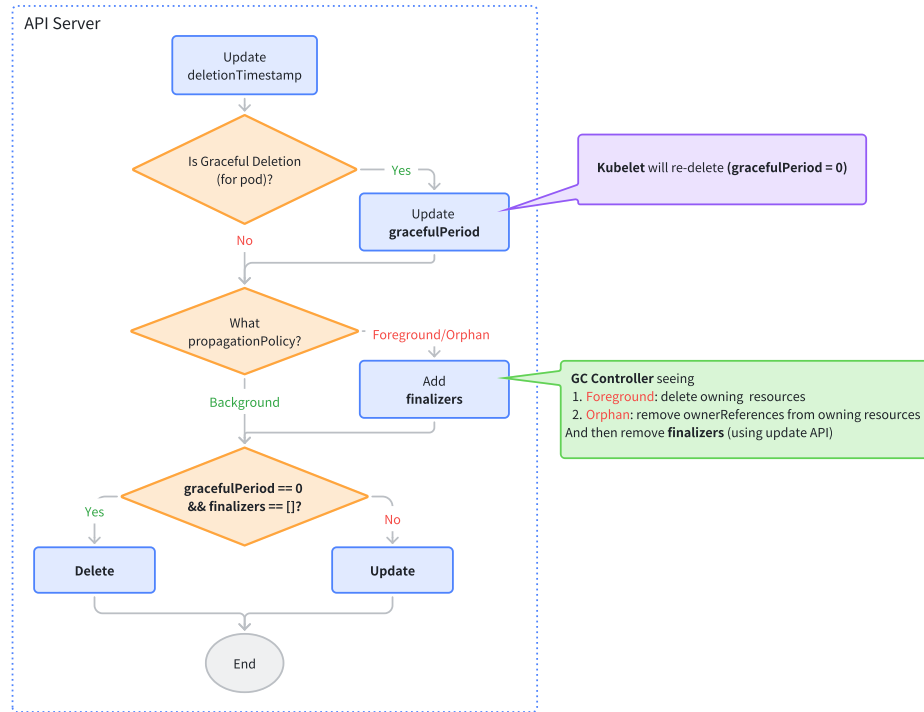 API Server
Update
deletionTimestamp
Is Graceful Deletion
(for pod)?
Yes
Kubelet will re-delete (gracefulPeriod = 0)
Update
gracefulPeriod
No
What
propagationPolicy?
Foreground/Orphan
Add
finalizers
GC Controller seeing
1. Foreground: delete owning resources
2. Orphan: remove ownerReferences from owning resources
And then remove finalizers (using update API)
Background
gracefulPeriod == 0
&& finalizers == []?
Yes
No
Delete
Update
End